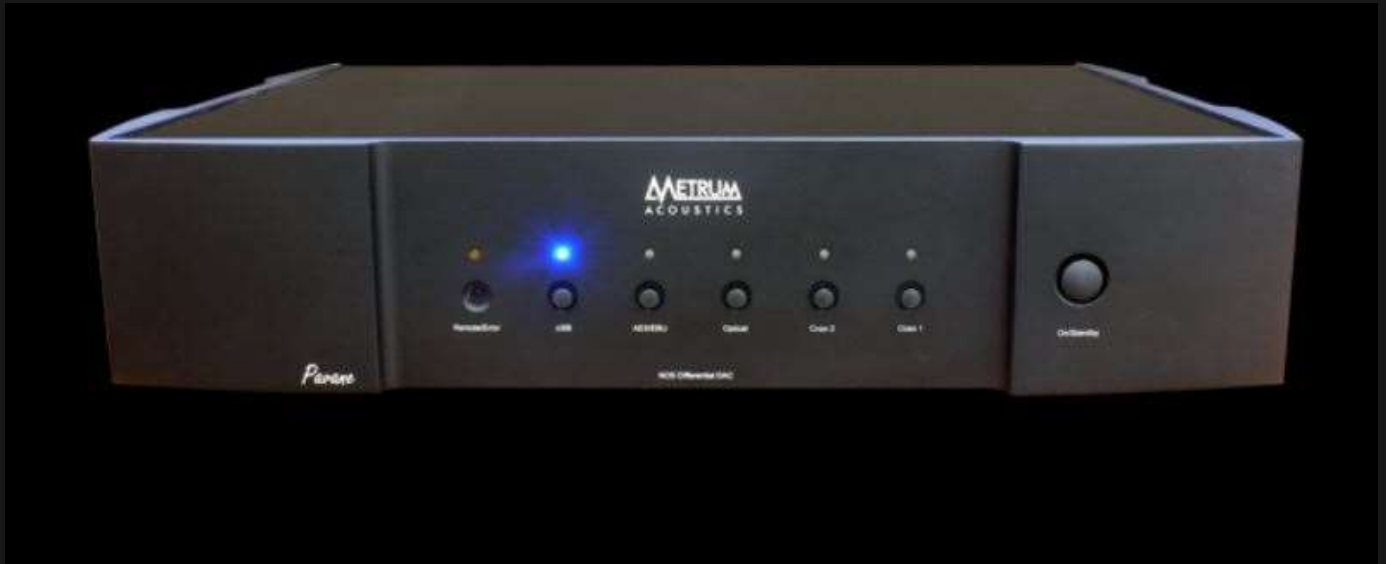 METRUM
ACOUSTICS
Remote/Error
USB
AES/EBU
Optical
Coax 2
Coax 1
On/Standby
Pavane
NOS Differential DAC